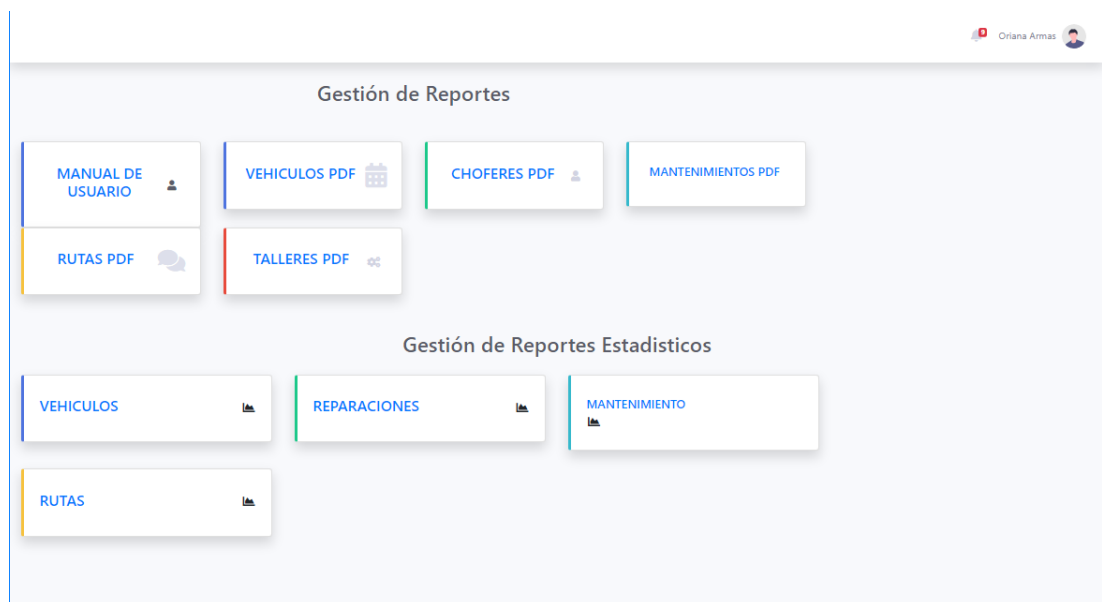 9
Oriana Armas
Gestión de Reportes
MANUAL DE
USUARIO
VEHICULOS PDF
CHOFERES PDF
MANTENIMIENTOS PDF
RUTAS PDF
TALLERES PDF
Gestión de Reportes Estadisticos
VEHICULOS
REPARACIONES
MANTENIMIENTO
RUTAS